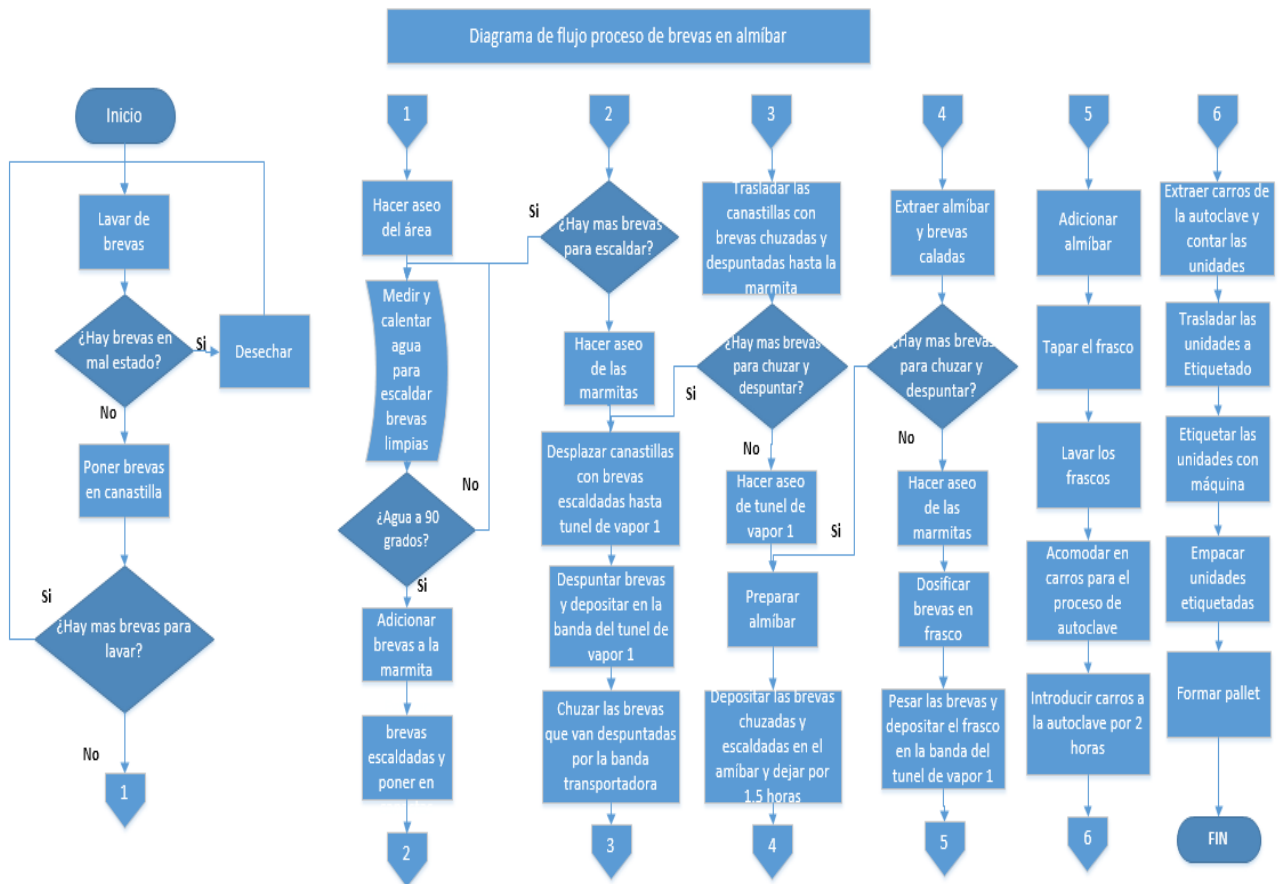 Diagrama de flujo proceso de brevas en almíbar
Inicio
Lavar de
brevas
¿Hay brevas en
mal estado?
Si
Desechar
No
Poner brevas
en canastilla
Si
¿Hay mas brevas para
lavar?
No
1
1
Hacer aseo
del área
Medir y
calentar
agua
para
escaldar
brevas
limpias
No
¿Agua a 90
grados?
Si
Adicionar
brevas a la
marmita
brevas
escaldadas y
poner en
2
2
Si
¿Hay mas brevas
para escaldar?
Hacer aseo
de las
marmitas
Desplazar canastillas
con brevas
escaldadas hasta
tunel de vapor 1
Despuntar brevas
y depositar en la
banda del tunel de
vapor 1
Chuzar las brevas
que van despuntadas
por la banda
transportadora
3
3
Trasladar las
canastillas con
brevas chuzadas y
despuntadas hasta la
marmita
¿Hay mas brevas
para chuzar y
despuntar?
Si
No
Hacer aseo
de tunel de
vapor 1
Preparar
almíbar
Depositar las brevas
chuzadas y
escaldadas en el
amíbar y dejar por
1.5 horas
4
4
Extraer almíbar
y brevas
caladas
¿Hay mas brevas
para chuzar y
despuntar?
No
Si
Hacer aseo
de las
marmitas
Dosificar
brevas en
frasco
Pesar las brevas y
depositar el frasco
en la banda del
tunel de vapor 1
5
5
Adicionar
almíbar
Tapar el frasco
Lavar los
frascos
Acomodar en
carros para el
proceso de
autoclave
Introducir carros a
la autoclave por 2
horas
6
6
Extraer carros de
la autoclave y
contar las
unidades
Trasladar las
unidades a
Etiquetado
Etiquetar las
unidades con
máquina
Empacar
unidades
etiquetadas
Formar pallet
FIN